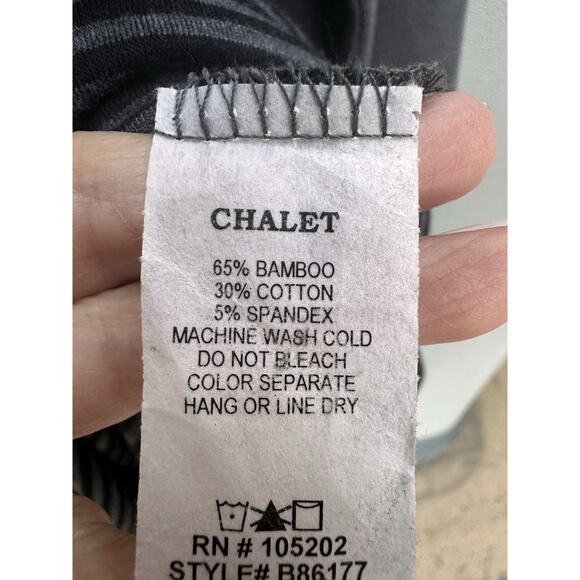 CHALET
65% BAMBOO
30% COTTON
5% SPANDEX
MACHINE WASH COLD
DO NOT BLEACH
COLOR SEPARATE
HANG OR LINE DRY
RN # 105202
STYLE# B86177